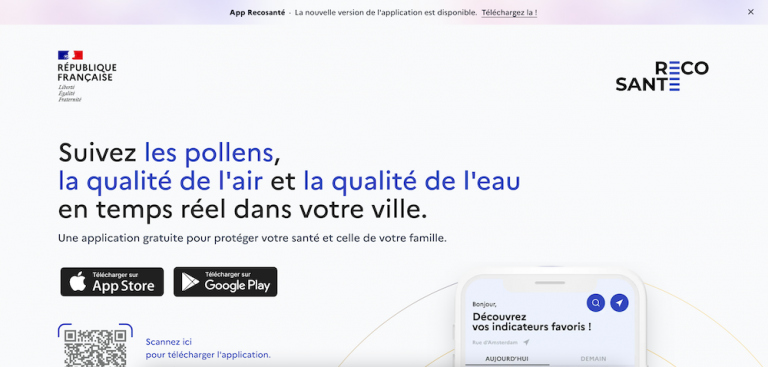 App Recosanté - La nouvelle version de l'application est disponible. Téléchargez la !
RÉPUBLIQUE
FRANÇAISE
Liberté
Égalité
Fraternité
RECO
SANTE
Suivez les pollens,
la qualité de l'air et la qualité de l'eau
en temps réel dans votre ville.
Une application gratuite pour protéger votre santé et celle de votre famille.
Télécharger sur
App Store
Télécharger sur
Google Play
Scannez ici
pour télécharger l'application.
Bonjour,
Découvrez
vos indicateurs favoris !
Rue d'Amsterdam
AUJOURD'HUI DEMAIN